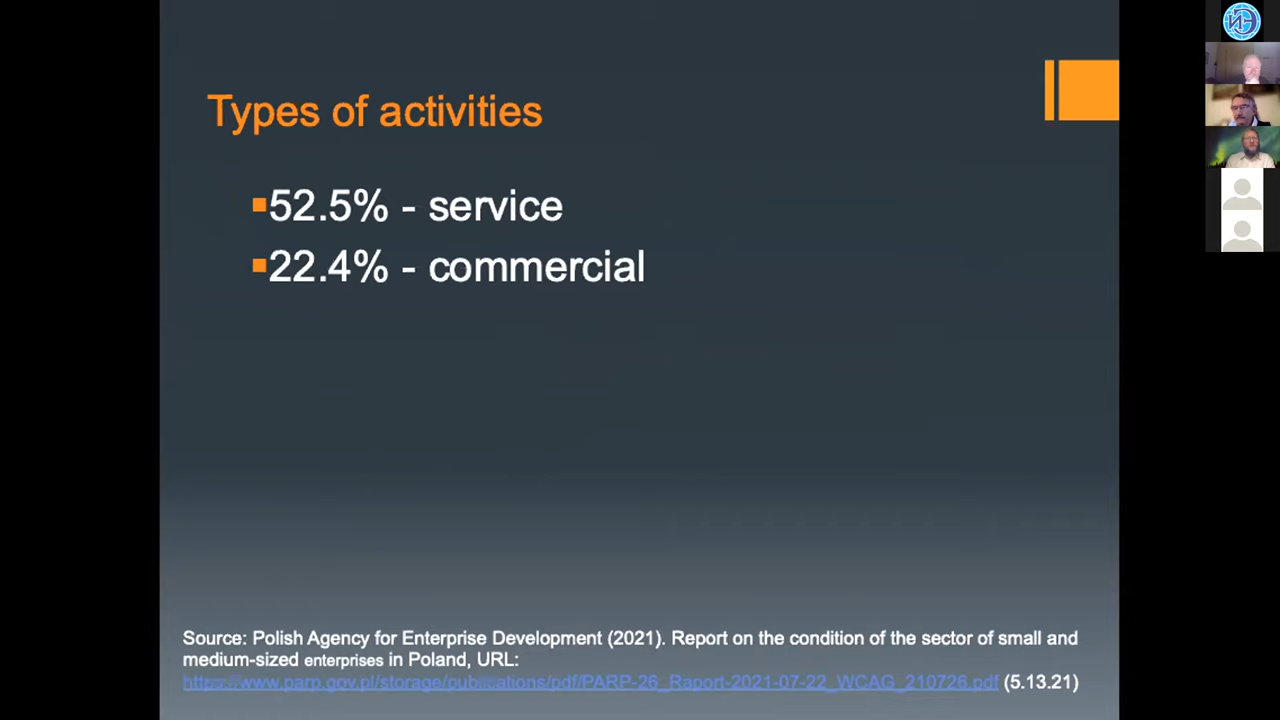 Types of activities
▪52.5% - service
▪22.4% - commercial
Source: Polish Agency for Enterprise Development (2021). Report on the condition of the sector of small and
medium-sized enterprises in Poland, URL:
https://www.parp.gov.pl/storage/publications/pdf/PARP-26_Raport-2021-07-22_WCAG_210726.pdf (5.13.21)